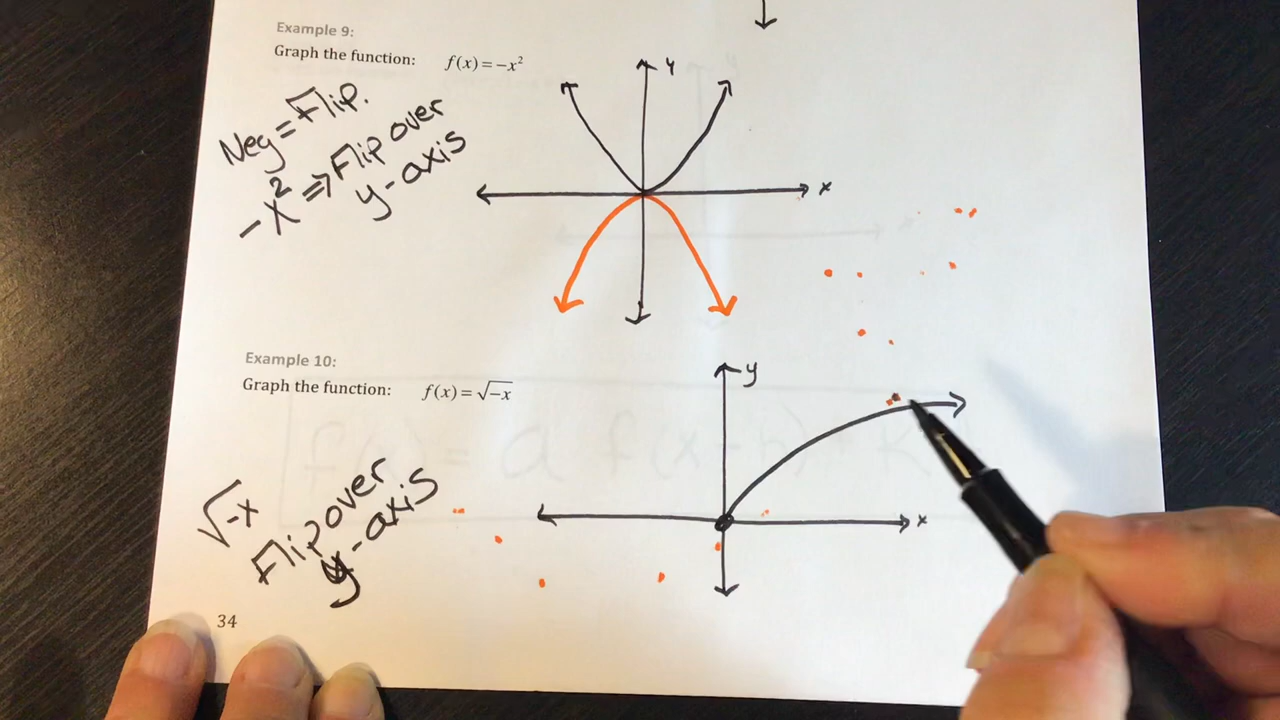 Example 9:
Graph the function: f(x)=−x²
Neg=Flip.
−x² ⇒ Flip over
y-axis
y
x
Example 10:
Graph the function: f(x)=√−x
√-x
Flip over
y-axis
y
x
34